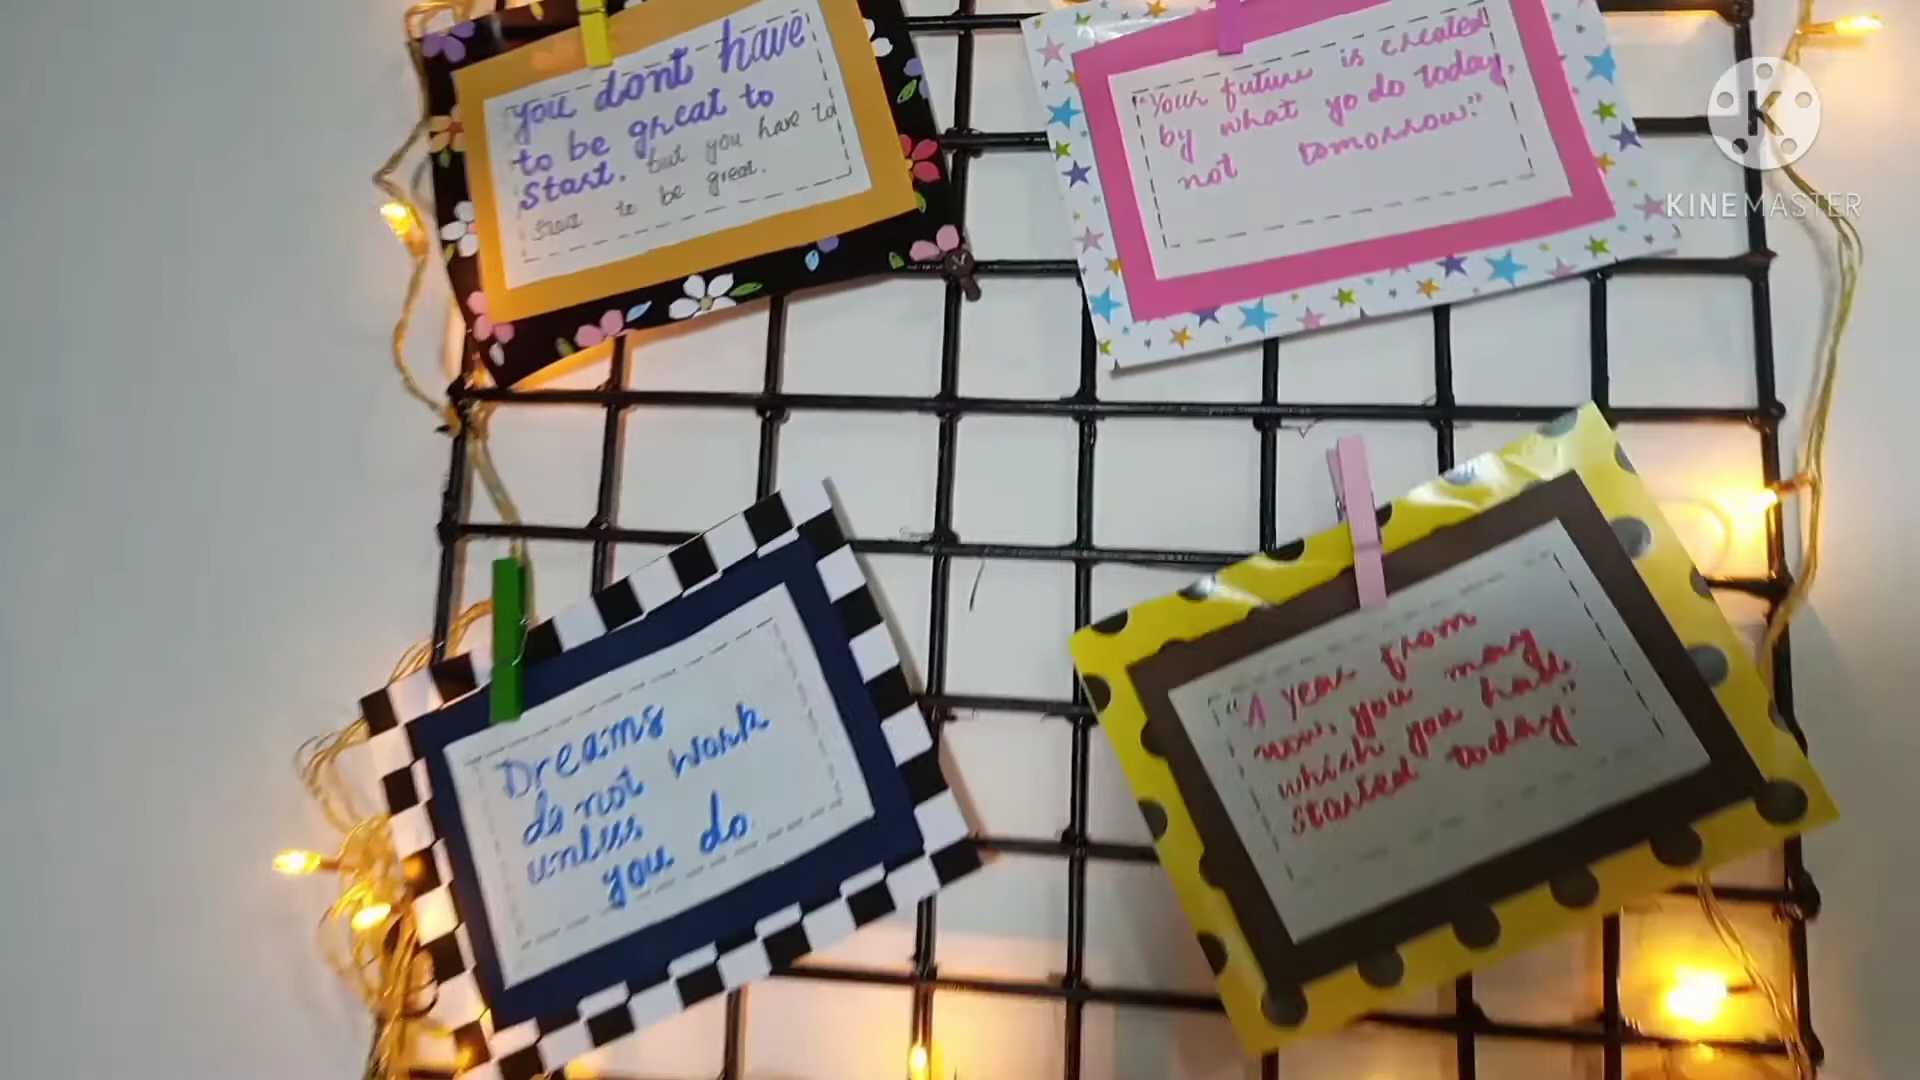 you dont have
to be great to
Start. but you have to
start to be great.
"Your future is created
by what yo do today,
not tomorrow."
K
KINEMASTER
Dreams
do not work
unless
you do.
"A year from
now, you may
which you had
started today."